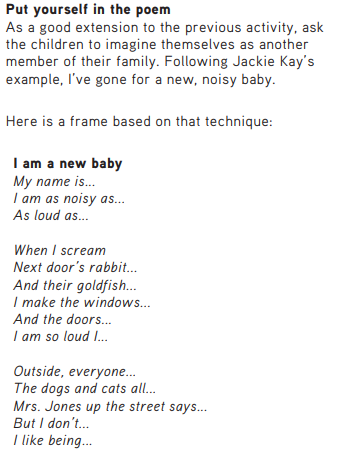 Put yourself in the poem
As a good extension to the previous activity, ask
the children to imagine themselves as another
member of their family. Following Jackie Kay's
example, I've gone for a new, noisy baby.
Here is a frame based on that technique:
I am a new baby
My name is...
I am as noisy as...
As loud as...
When I scream
Next door's rabbit...
And their goldfish...
I make the windows...
And the doors...
I am so loud I...
Outside, everyone...
The dogs and cats all...
Mrs. Jones up the street says...
But I don't...
I like being...